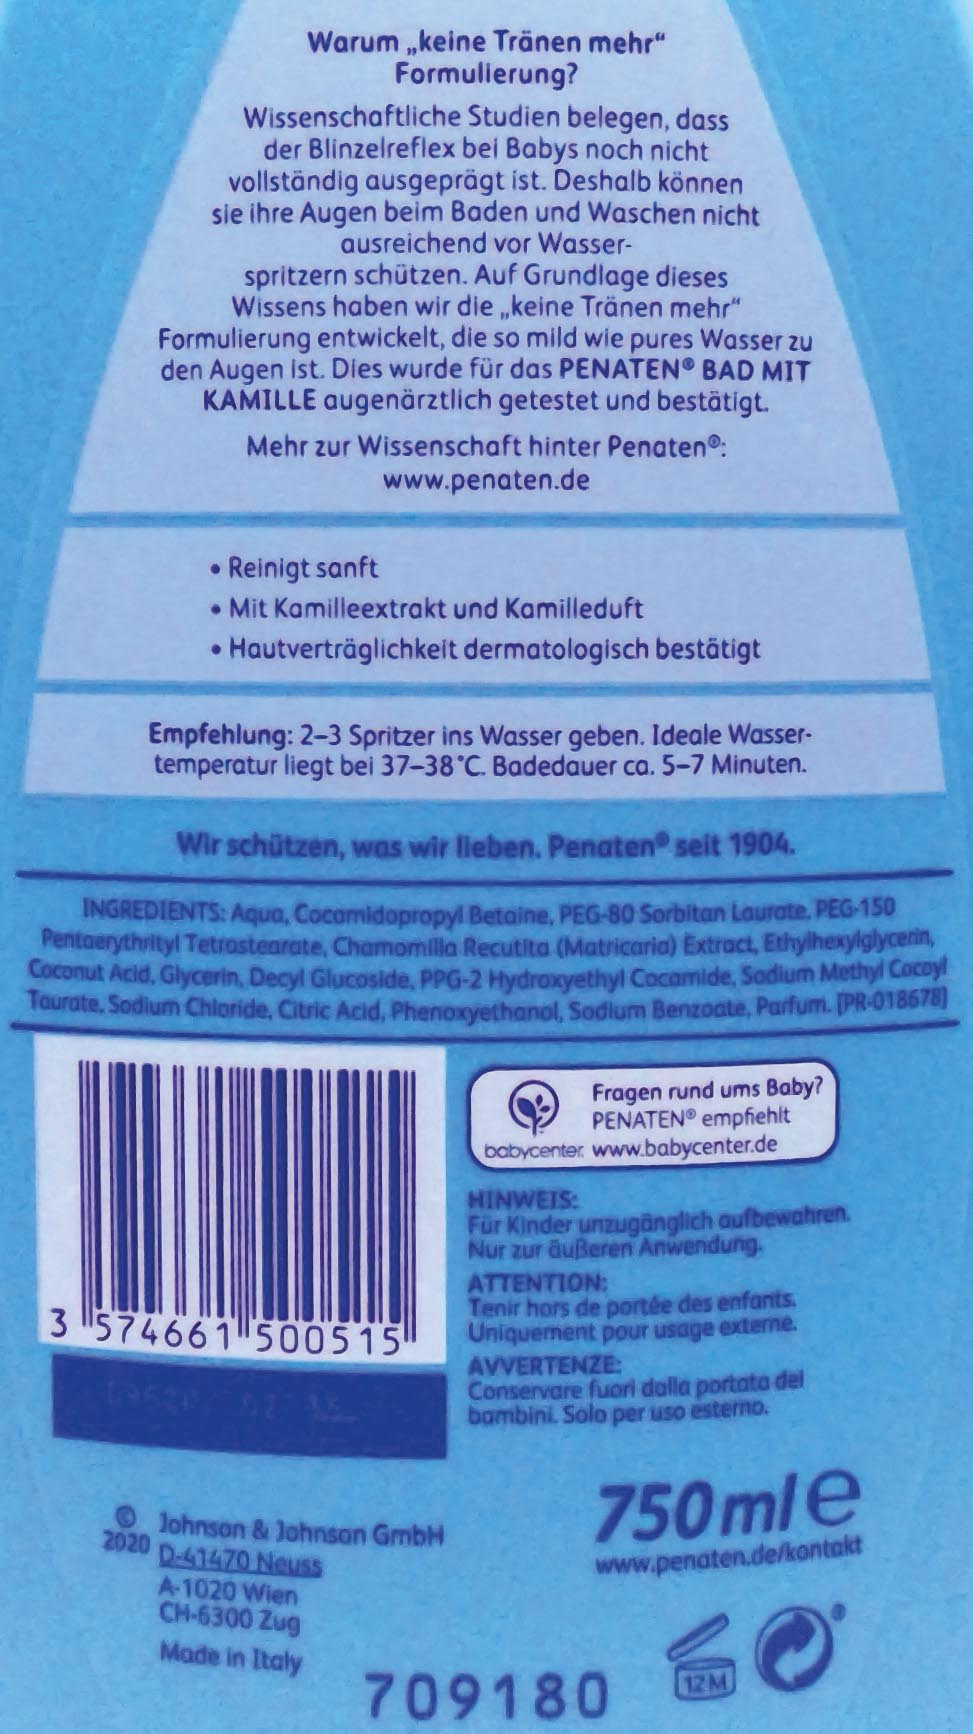 Warum „keine Tränen mehr“
Formulierung?
Wissenschaftliche Studien belegen, dass
der Blinzelreflex bei Babys noch nicht
vollständig ausgeprägt ist. Deshalb können
sie ihre Augen beim Baden und Waschen nicht
ausreichend vor Wasser-
spritzern schützen. Auf Grundlage dieses
Wissens haben wir die „keine Tränen mehr“
Formulierung entwickelt, die so mild wie pures Wasser zu
den Augen ist. Dies wurde für das PENATEN® BAD MIT
KAMILLE augenärztlich getestet und bestätigt.
Mehr zur Wissenschaft hinter Penaten®:
www.penaten.de
• Reinigt sanft
• Mit Kamilleextrakt und Kamilleduft
• Hautverträglichkeit dermatologisch bestätigt
Empfehlung: 2–3 Spritzer ins Wasser geben. Ideale Wasser-
temperatur liegt bei 37–38°C. Badedauer ca. 5–7 Minuten.
Wir schützen, was wir lieben. Penaten® seit 1904.
INGREDIENTS: Aqua, Cocamidopropyl Betaine, PEG-80 Sorbitan Laurate, PEG-150
Pentaerythrityl Tetrastearate, Chamomilla Recutita (Matricaria) Extract, Ethylhexylglycerin,
Coconut Acid, Glycerin, Decyl Glucoside, PPG-2 Hydroxyethyl Cocamide, Sodium Methyl Cocoyl
Taurate, Sodium Chloride, Citric Acid, Phenoxyethanol, Sodium Benzoate, Parfum. [PR-018678]
3 574661 500515
Fragen rund ums Baby?
PENATEN® empfiehlt
babycenter. www.babycenter.de
HINWEIS:
Für Kinder unzugänglich aufbewahren.
Nur zur äußeren Anwendung.
ATTENTION:
Tenir hors de portée des enfants.
Uniquement pour usage externe.
AVVERTENZE:
Conservare fuori dalla portata dei
bambini. Solo per uso esterno.
750 ml e
www.penaten.de/kontakt
© 2020 Johnson & Johnson GmbH
D-41470 Neuss
A-1020 Wien
CH-6300 Zug
Made in Italy
12M
®
709180